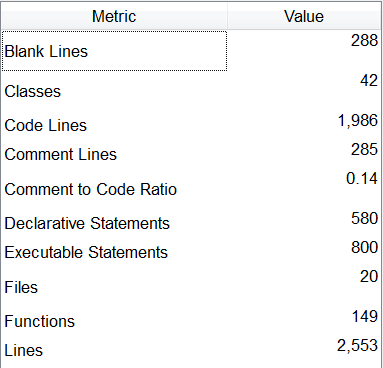 Metric Value
Blank Lines 288
Classes 42
Code Lines 1,986
Comment Lines 285
Comment to Code Ratio 0.14
Declarative Statements 580
Executable Statements 800
Files 20
Functions 149
Lines 2,553